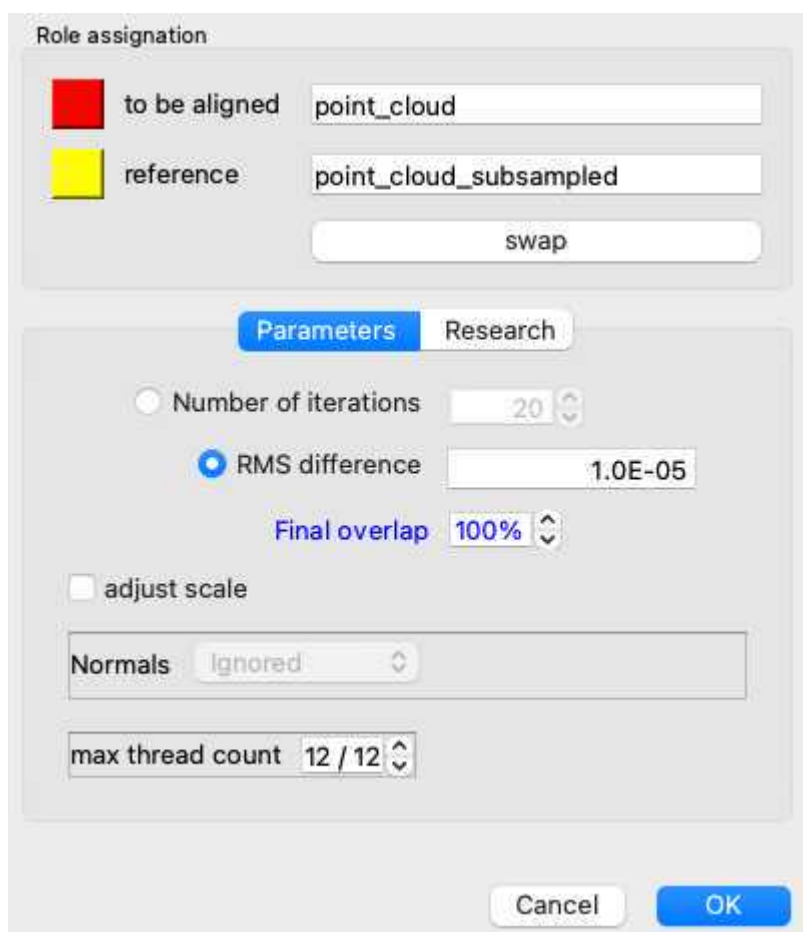 Role assignation
to be aligned point_cloud
reference point_cloud_subsampled
swap
Parameters Research
Number of iterations 20
RMS difference 1.0E-05
Final overlap 100%
adjust scale
Normals Ignored
max thread count 12 / 12
Cancel OK